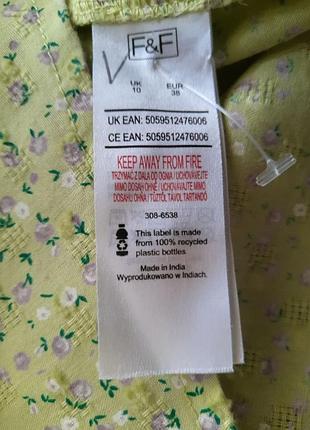 F&F
UK EUR
10 38
UK EAN: 5059512476006
CE EAN: 5059512476006
KEEP AWAY FROM FIRE
TRZYMAĆ Z DALA OD OGNIA / UCHOVÁVEJTE
MIMO DOSAH OHNĚ / UCHOVÁVAJTE MIMO
DOSAHU OHŇA / TŰZTŐL TÁVOL TARTANDÓ
308-6538
This label is made
from 100% recycled
plastic bottles
Made in India
Wyprodukowano w Indiach.